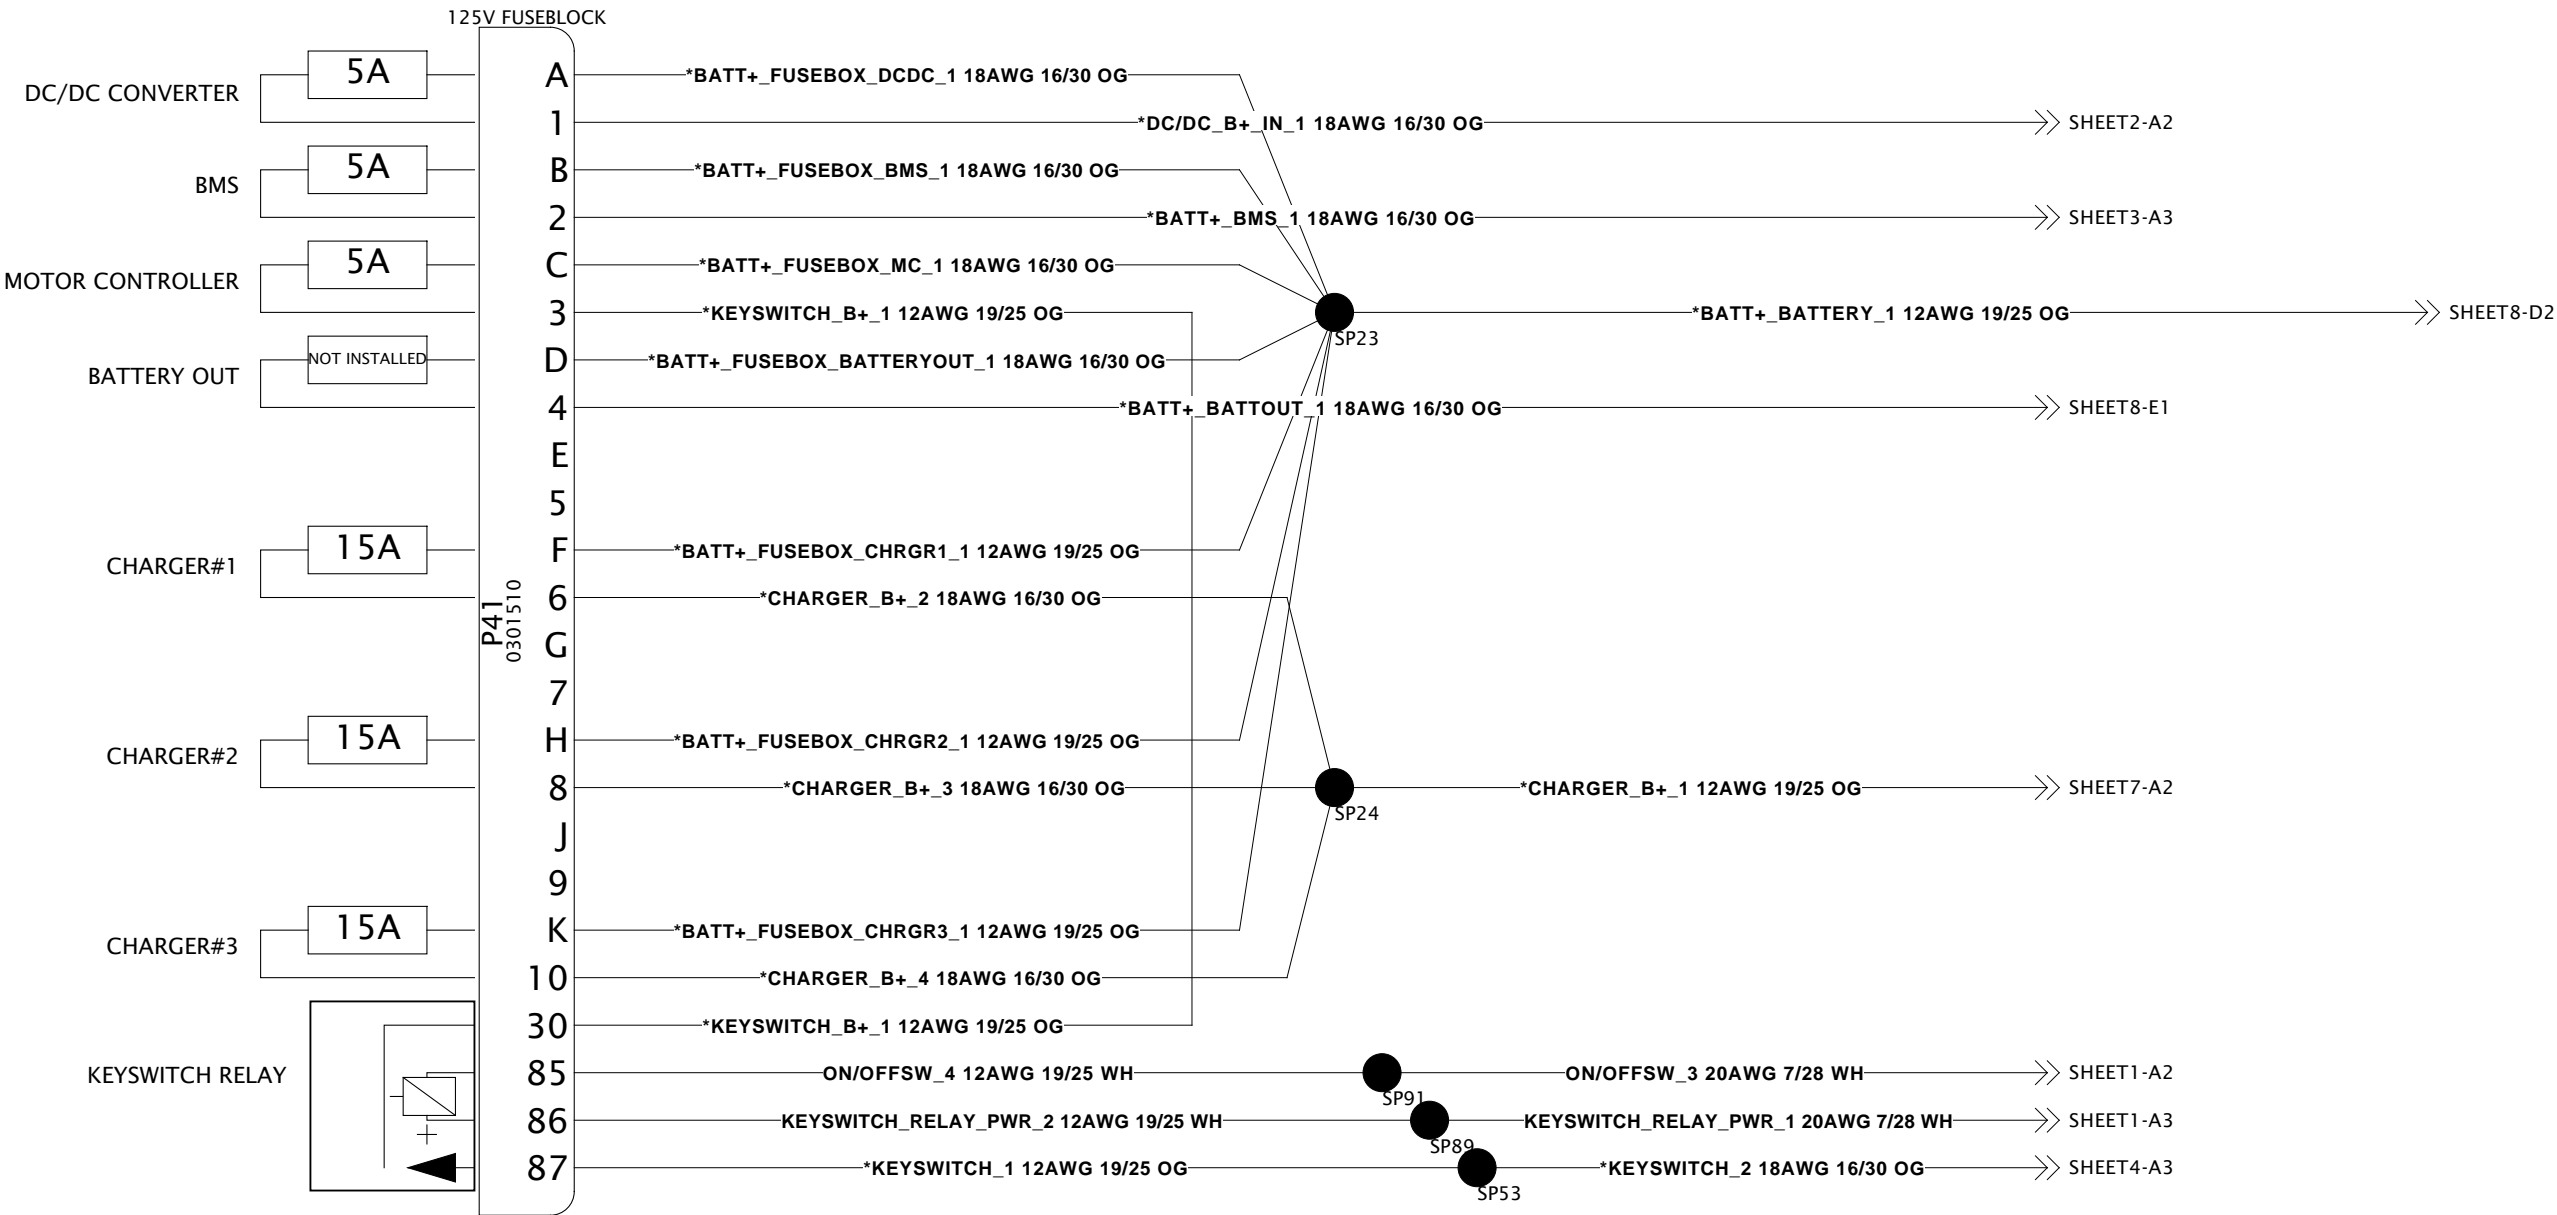 125V FUSEBLOCK
DC/DC CONVERTER
5A
A
*BATT+_FUSEBOX_DCDC_1 18AWG 16/30 OG
1
*DC/DC_B+_IN_1 18AWG 16/30 OG
SHEET2-A2
BMS
5A
B
*BATT+_FUSEBOX_BMS_1 18AWG 16/30 OG
2
*BATT+_BMS_1 18AWG 16/30 OG
SHEET3-A3
MOTOR CONTROLLER
5A
C
*BATT+_FUSEBOX_MC_1 18AWG 16/30 OG
3
*KEYSWITCH_B+_1 12AWG 19/25 OG
SP23
*BATT+_BATTERY_1 12AWG 19/25 OG
SHEET8-D2
BATTERY OUT
NOT INSTALLED
D
*BATT+_FUSEBOX_BATTERYOUT_1 18AWG 16/30 OG
4
*BATT+_BATTOUT_1 18AWG 16/30 OG
SHEET8-E1
E
5
CHARGER#1
15A
F
*BATT+_FUSEBOX_CHRGR1_1 12AWG 19/25 OG
6
*CHARGER_B+_2 18AWG 16/30 OG
P41
0301510
G
7
CHARGER#2
15A
H
*BATT+_FUSEBOX_CHRGR2_1 12AWG 19/25 OG
8
*CHARGER_B+_3 18AWG 16/30 OG
SP24
*CHARGER_B+_1 12AWG 19/25 OG
SHEET7-A2
J
9
CHARGER#3
15A
K
*BATT+_FUSEBOX_CHRGR3_1 12AWG 19/25 OG
10
*CHARGER_B+_4 18AWG 16/30 OG
30
*KEYSWITCH_B+_1 12AWG 19/25 OG
KEYSWITCH RELAY
85
ON/OFFSW_4 12AWG 19/25 WH
SP91
ON/OFFSW_3 20AWG 7/28 WH
SHEET1-A2
86
KEYSWITCH_RELAY_PWR_2 12AWG 19/25 WH
SP89
KEYSWITCH_RELAY_PWR_1 20AWG 7/28 WH
SHEET1-A3
+
87
*KEYSWITCH_1 12AWG 19/25 OG
SP53
*KEYSWITCH_2 18AWG 16/30 OG
SHEET4-A3